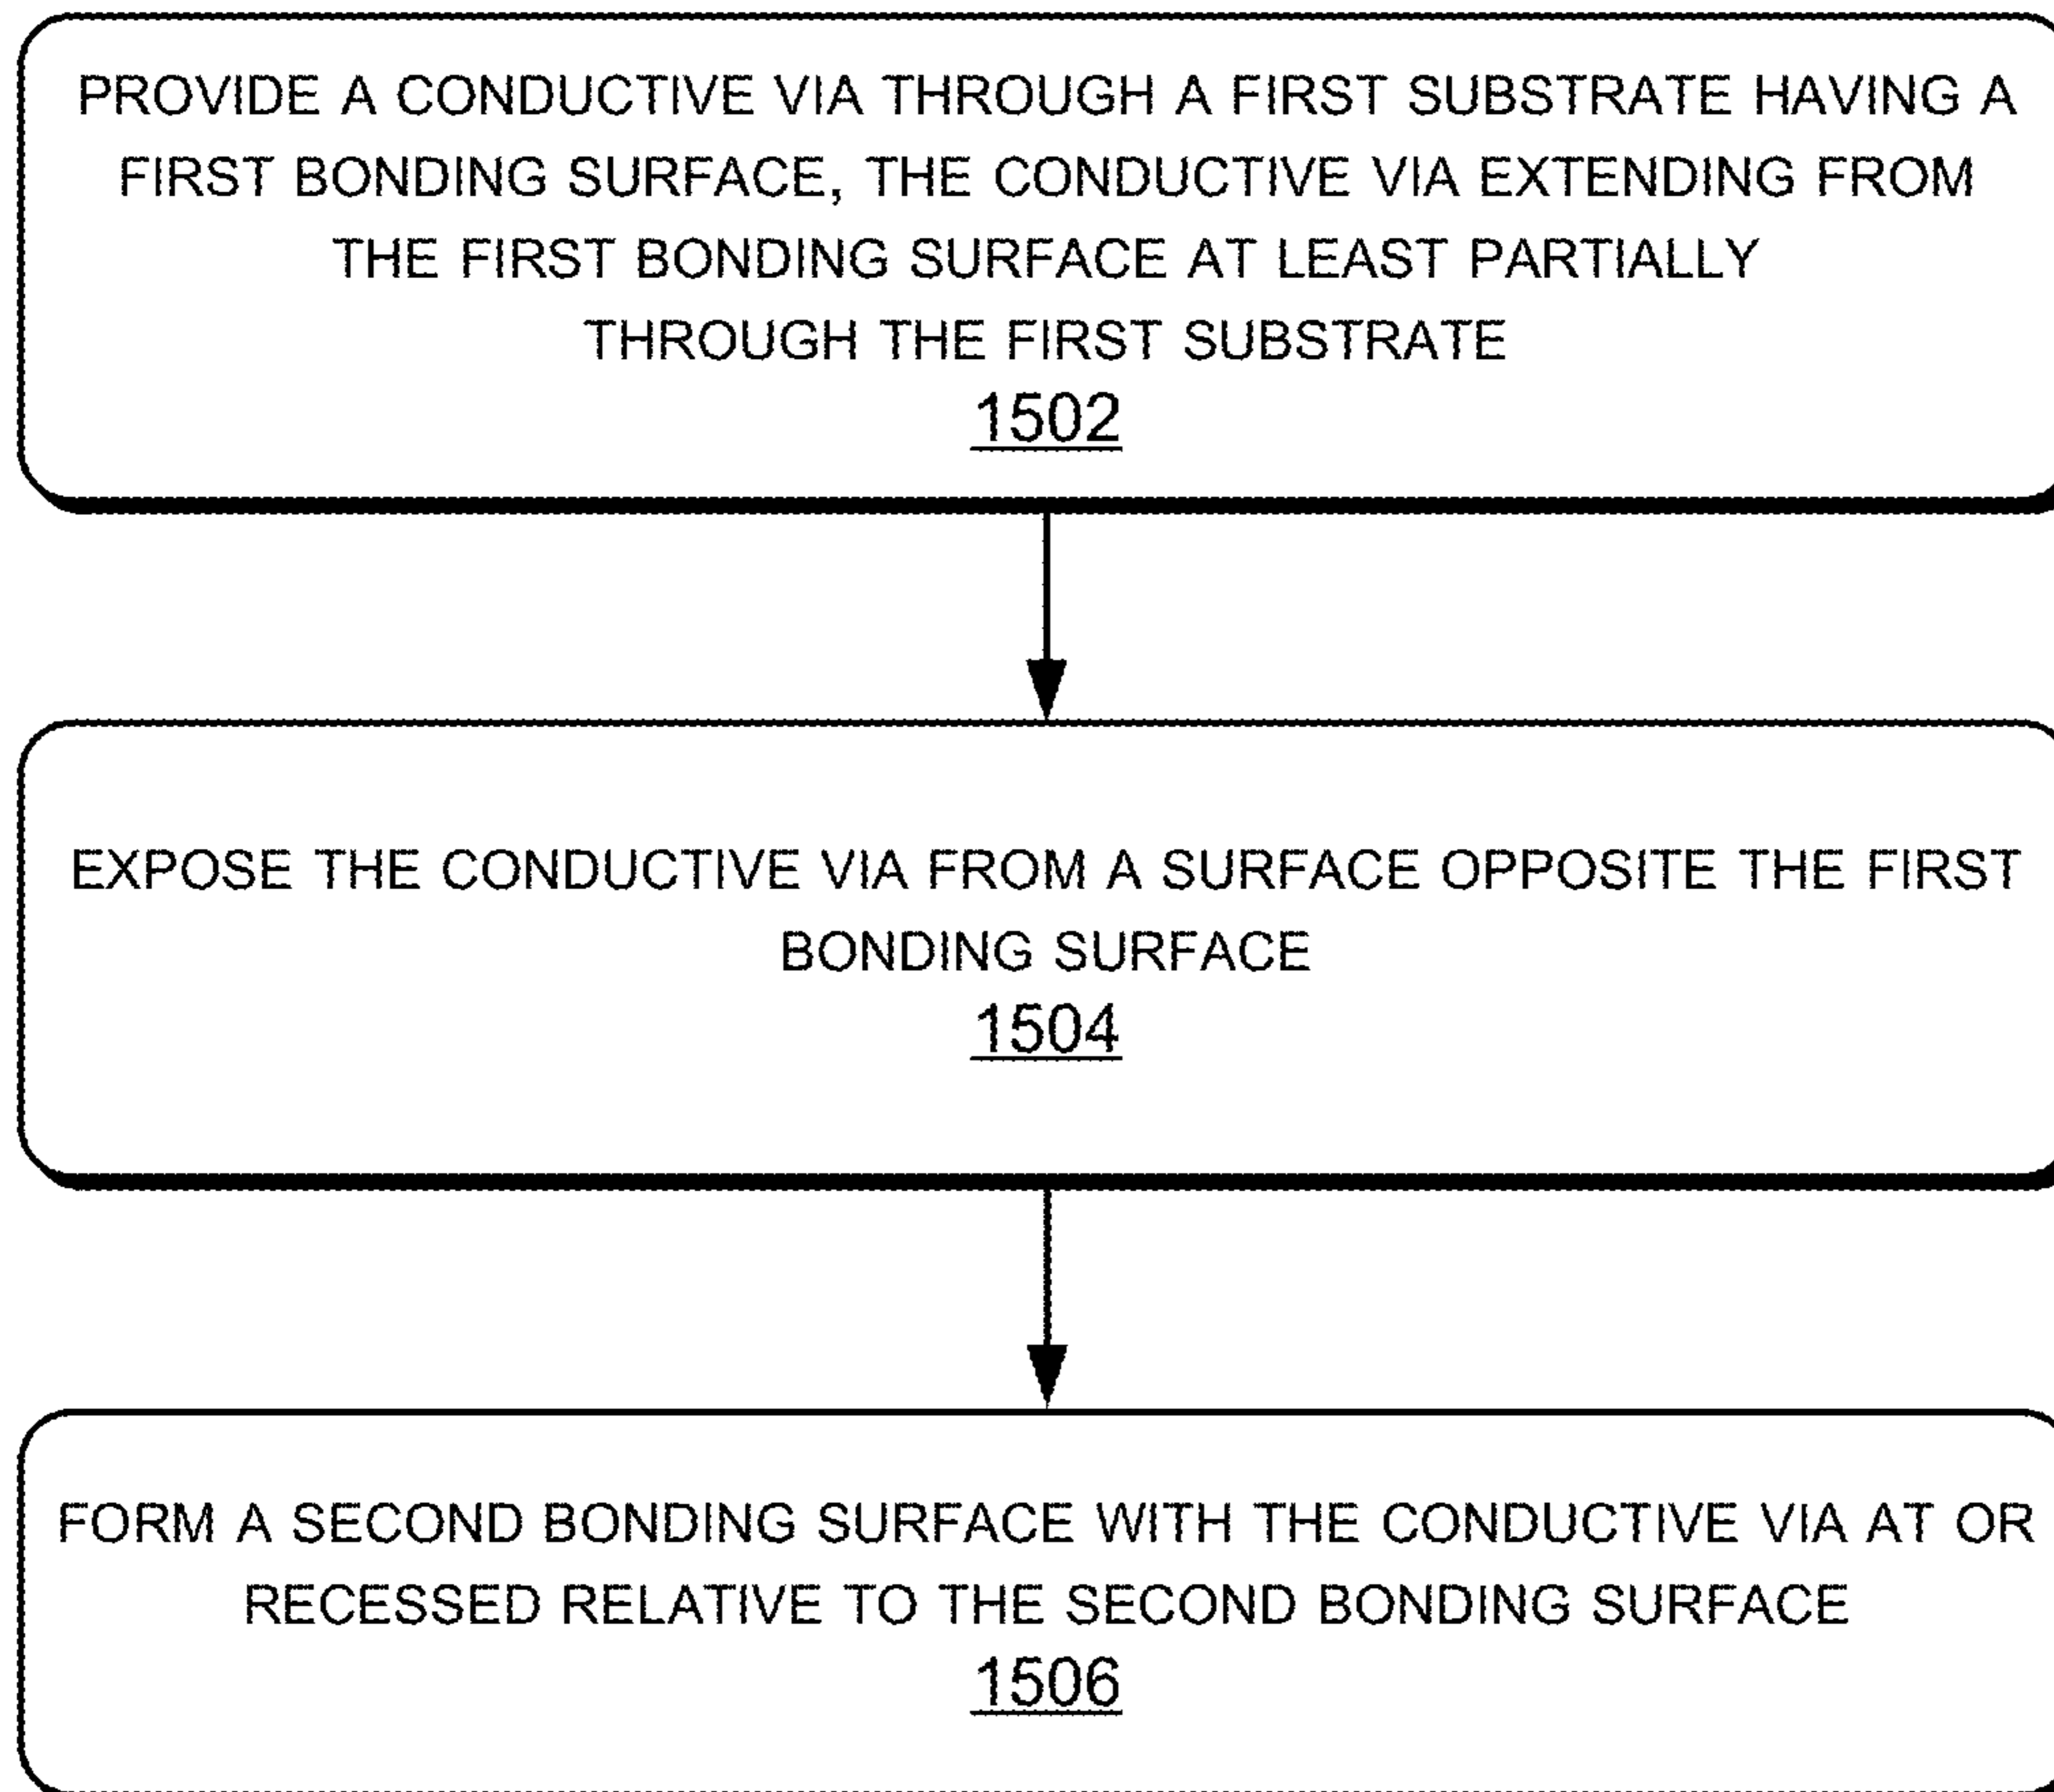 PROVIDE A CONDUCTIVE VIA THROUGH A FIRST SUBSTRATE HAVING A
FIRST BONDING SURFACE, THE CONDUCTIVE VIA EXTENDING FROM
THE FIRST BONDING SURFACE AT LEAST PARTIALLY
THROUGH THE FIRST SUBSTRATE
1502
EXPOSE THE CONDUCTIVE VIA FROM A SURFACE OPPOSITE THE FIRST
BONDING SURFACE
1504
FORM A SECOND BONDING SURFACE WITH THE CONDUCTIVE VIA AT OR
RECESSED RELATIVE TO THE SECOND BONDING SURFACE
1506